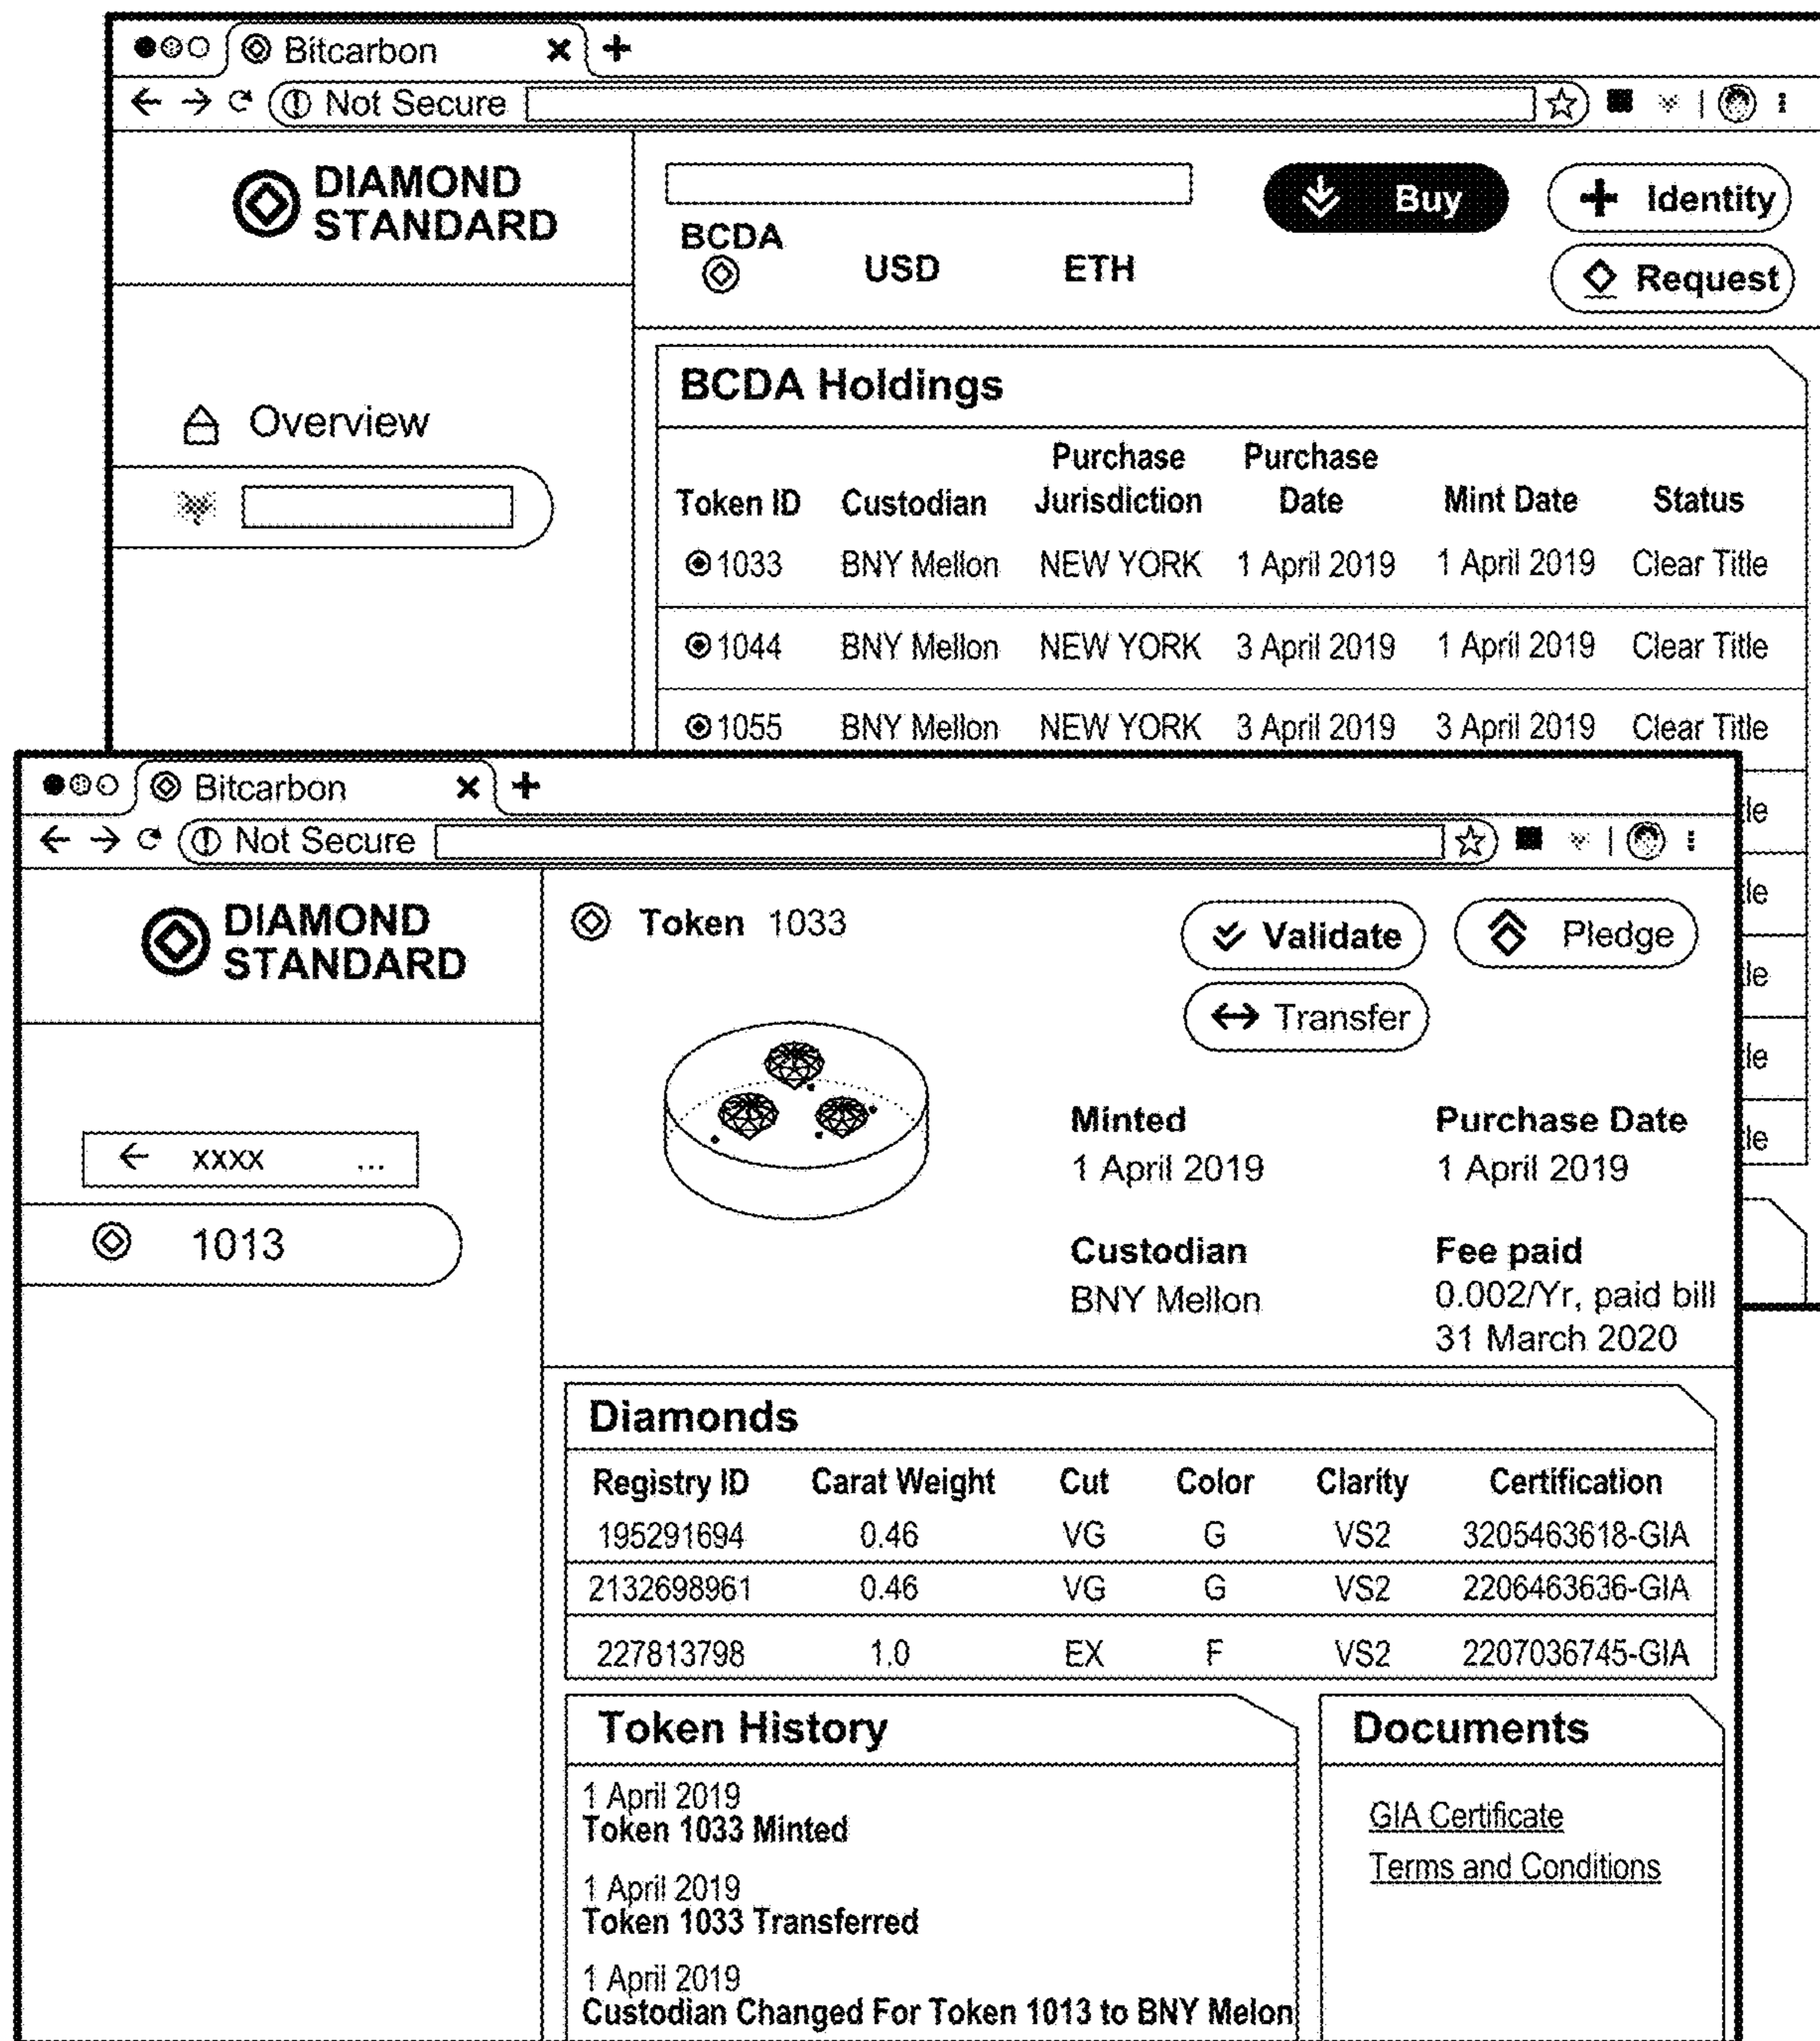 Bitcarbon
Not Secure
DIAMOND
STANDARD
Buy
Identity
BCDA
USD
ETH
Request
Overview
BCDA Holdings
Token ID Custodian Purchase Jurisdiction Purchase Date Mint Date Status
1033 BNY Mellon NEW YORK 1 April 2019 1 April 2019 Clear Title
1044 BNY Mellon NEW YORK 3 April 2019 1 April 2019 Clear Title
1055 BNY Mellon NEW YORK 3 April 2019 3 April 2019 Clear Title
le
le
le
le
le
Bitcarbon
Not Secure
DIAMOND
STANDARD
xxxx ...
1013
Token 1033
Validate
Pledge
Transfer
Minted
1 April 2019
Purchase Date
1 April 2019
Custodian
BNY Mellon
Fee paid
0.002/Yr, paid bill
31 March 2020
Diamonds
Registry ID Carat Weight Cut Color Clarity Certification
195291694 0.46 VG G VS2 3205463618-GIA
2132698961 0.46 VG G VS2 2206463636-GIA
227813798 1.0 EX F VS2 2207036745-GIA
Token History
1 April 2019
Token 1033 Minted
1 April 2019
Token 1033 Transferred
1 April 2019
Custodian Changed For Token 1013 to BNY Melon
Documents
GIA Certificate
Terms and Conditions